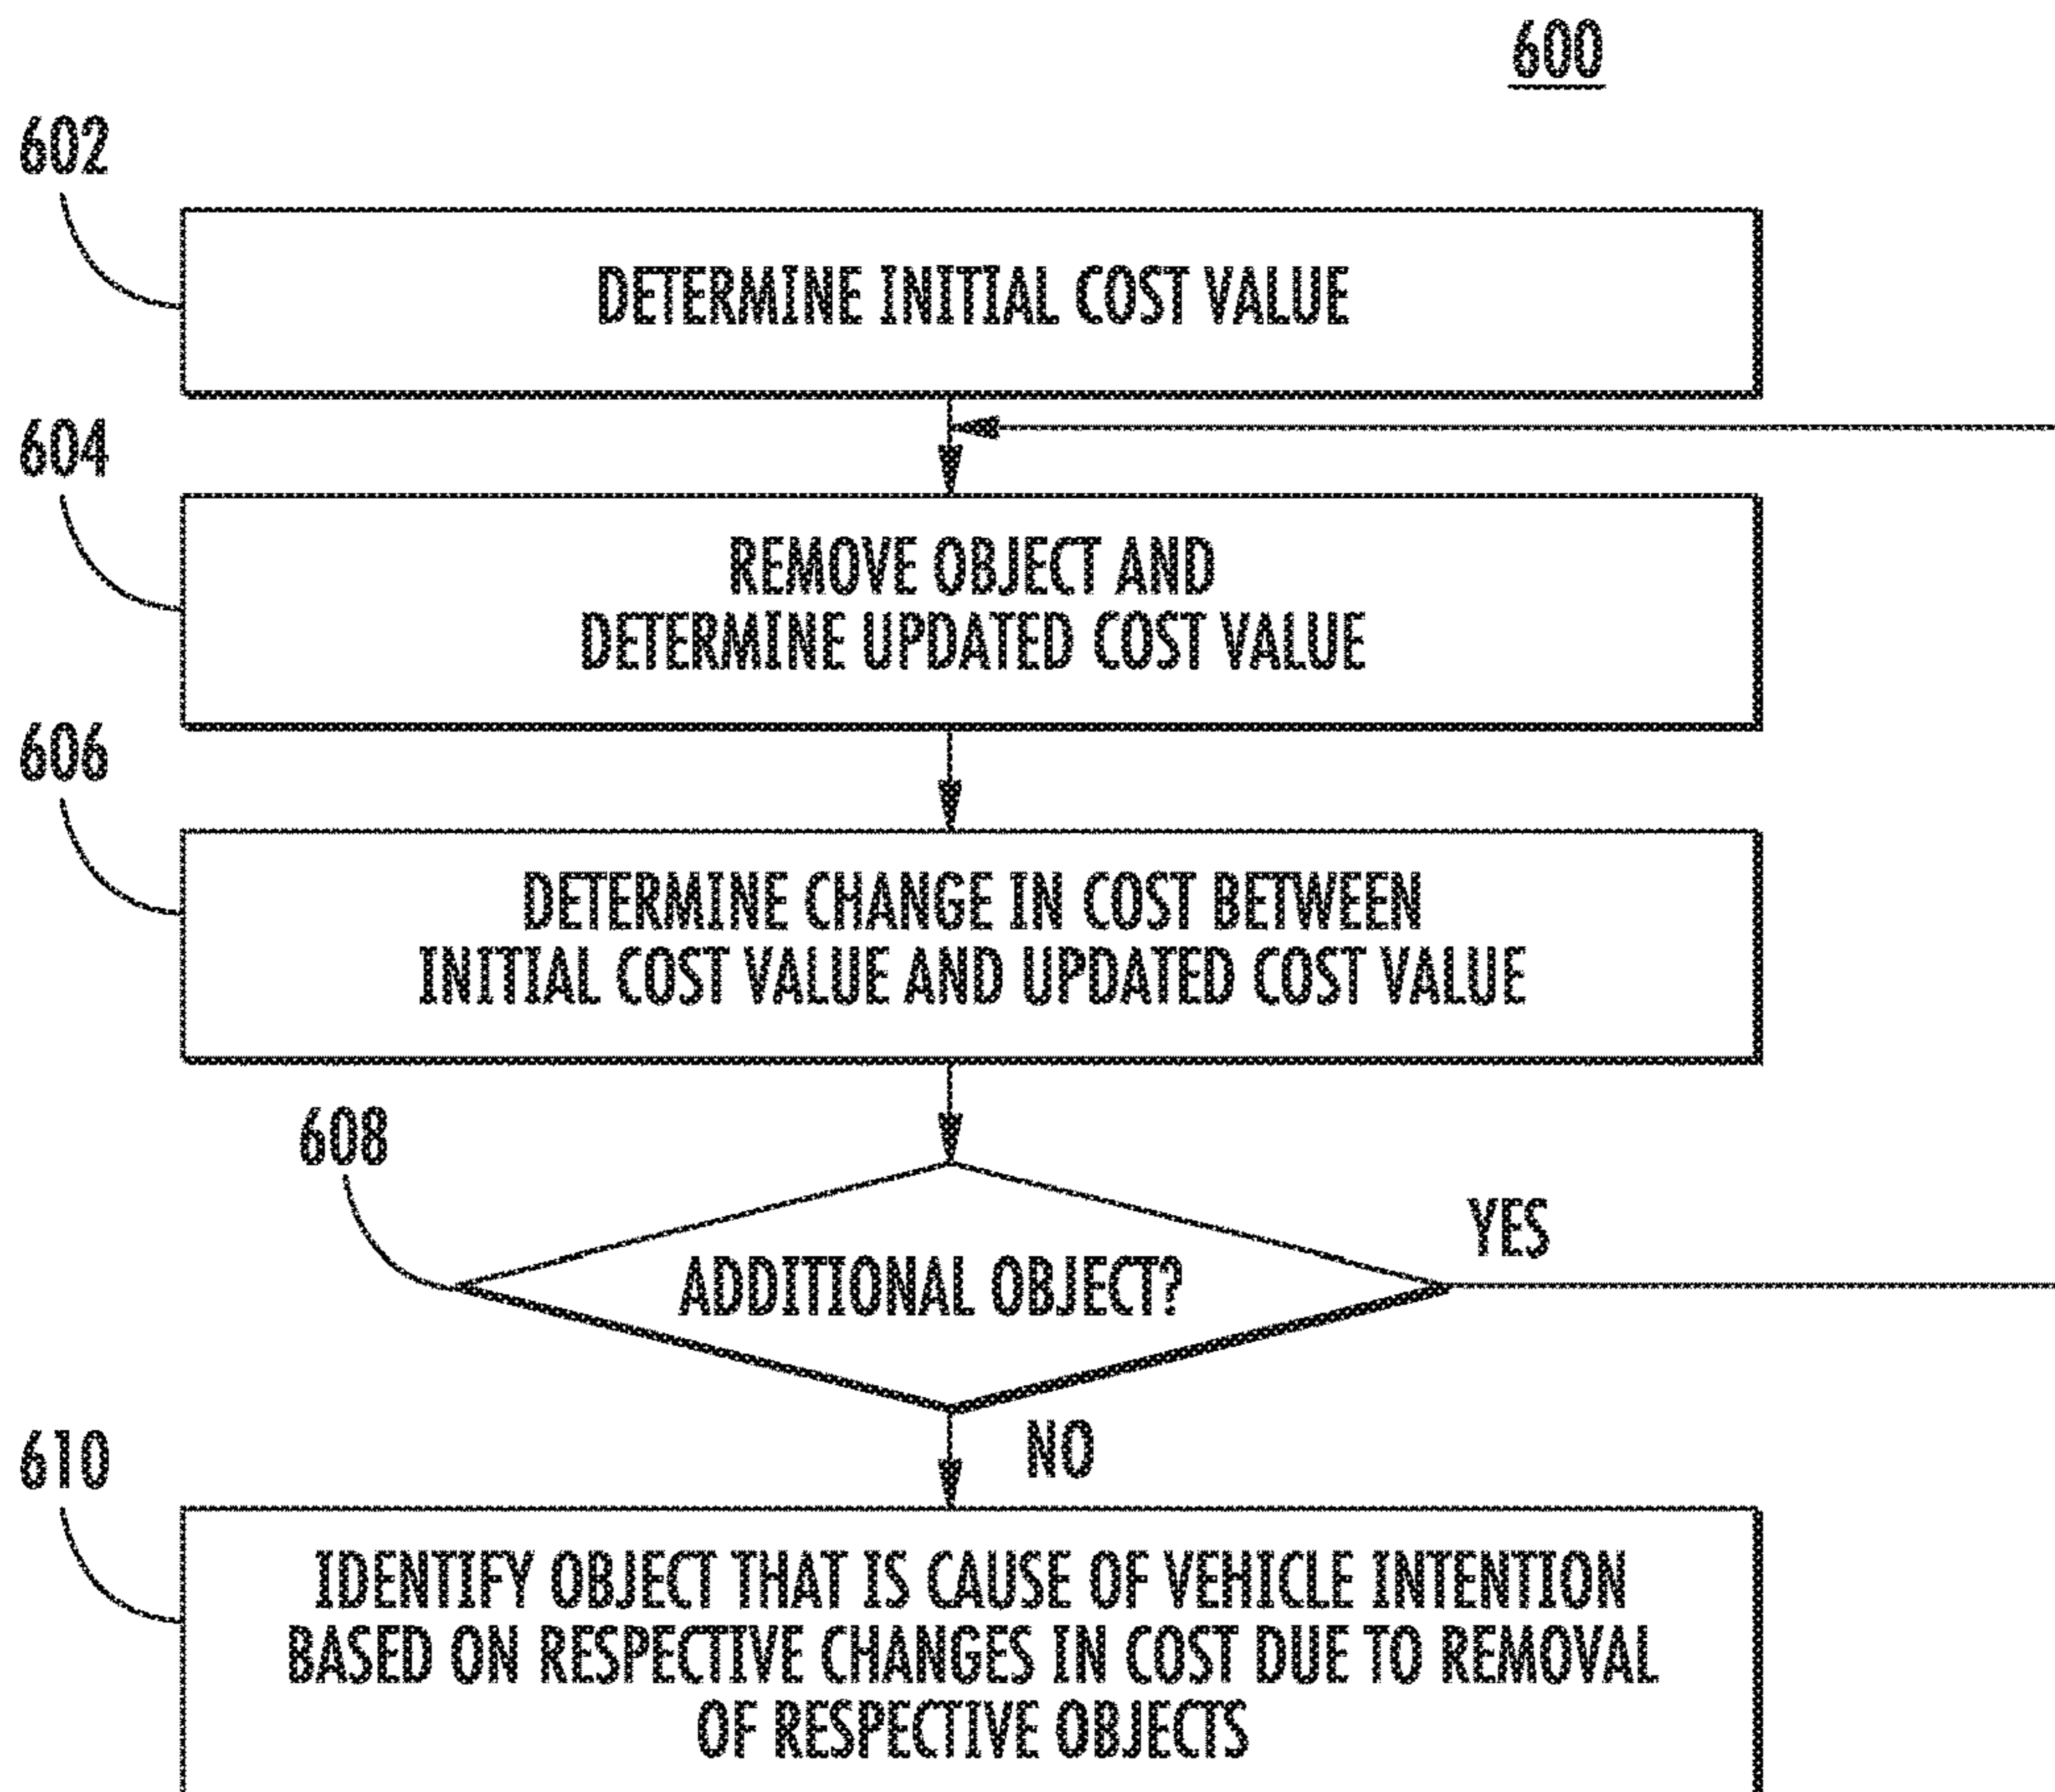 600
602
DETERMINE INITIAL COST VALUE
604
REMOVE OBJECT AND
DETERMINE UPDATED COST VALUE
606
DETERMINE CHANGE IN COST BETWEEN
INITIAL COST VALUE AND UPDATED COST VALUE
608
ADDITIONAL OBJECT?
YES
NO
610
IDENTIFY OBJECT THAT IS CAUSE OF VEHICLE INTENTION
BASED ON RESPECTIVE CHANGES IN COST DUE TO REMOVAL
OF RESPECTIVE OBJECTS